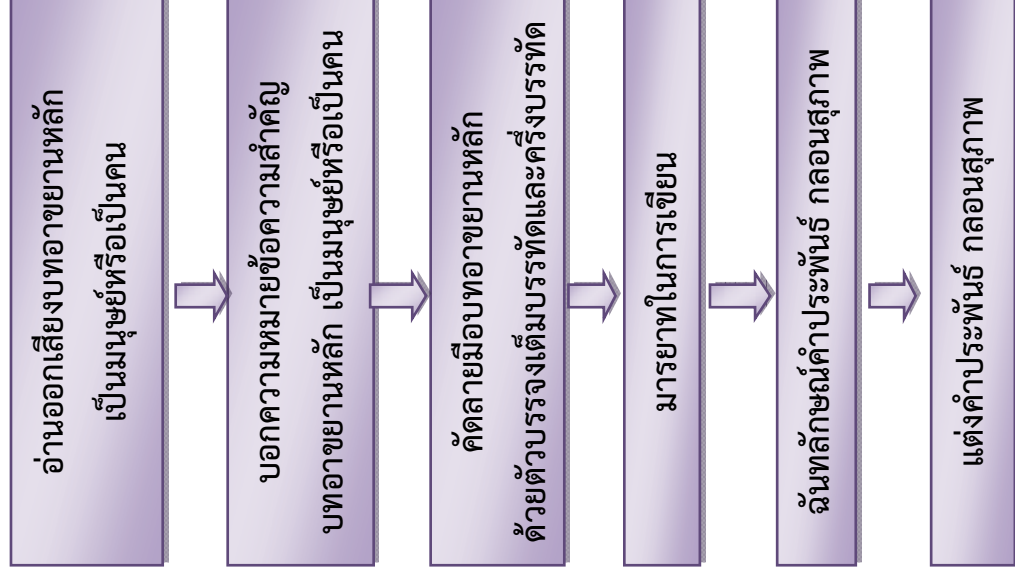 อ่านออกเสียงบทอาขยานหลัก
เป็นมนุษย์หรือเป็นคน
บอกความหมายข้อความสำคัญ
บทอาขยานหลัก เป็นมนุษย์หรือเป็นคน
คัดลายมือบทอาขยานหลัก
ด้วยตัวบรรจงเต็มบรรทัดและครึ่งบรรทัด
มารยาทในการเขียน
ฉันทลักษณ์คำประพันธ์ กลอนสุภาพ
แต่งคำประพันธ์ กลอนสุภาพ